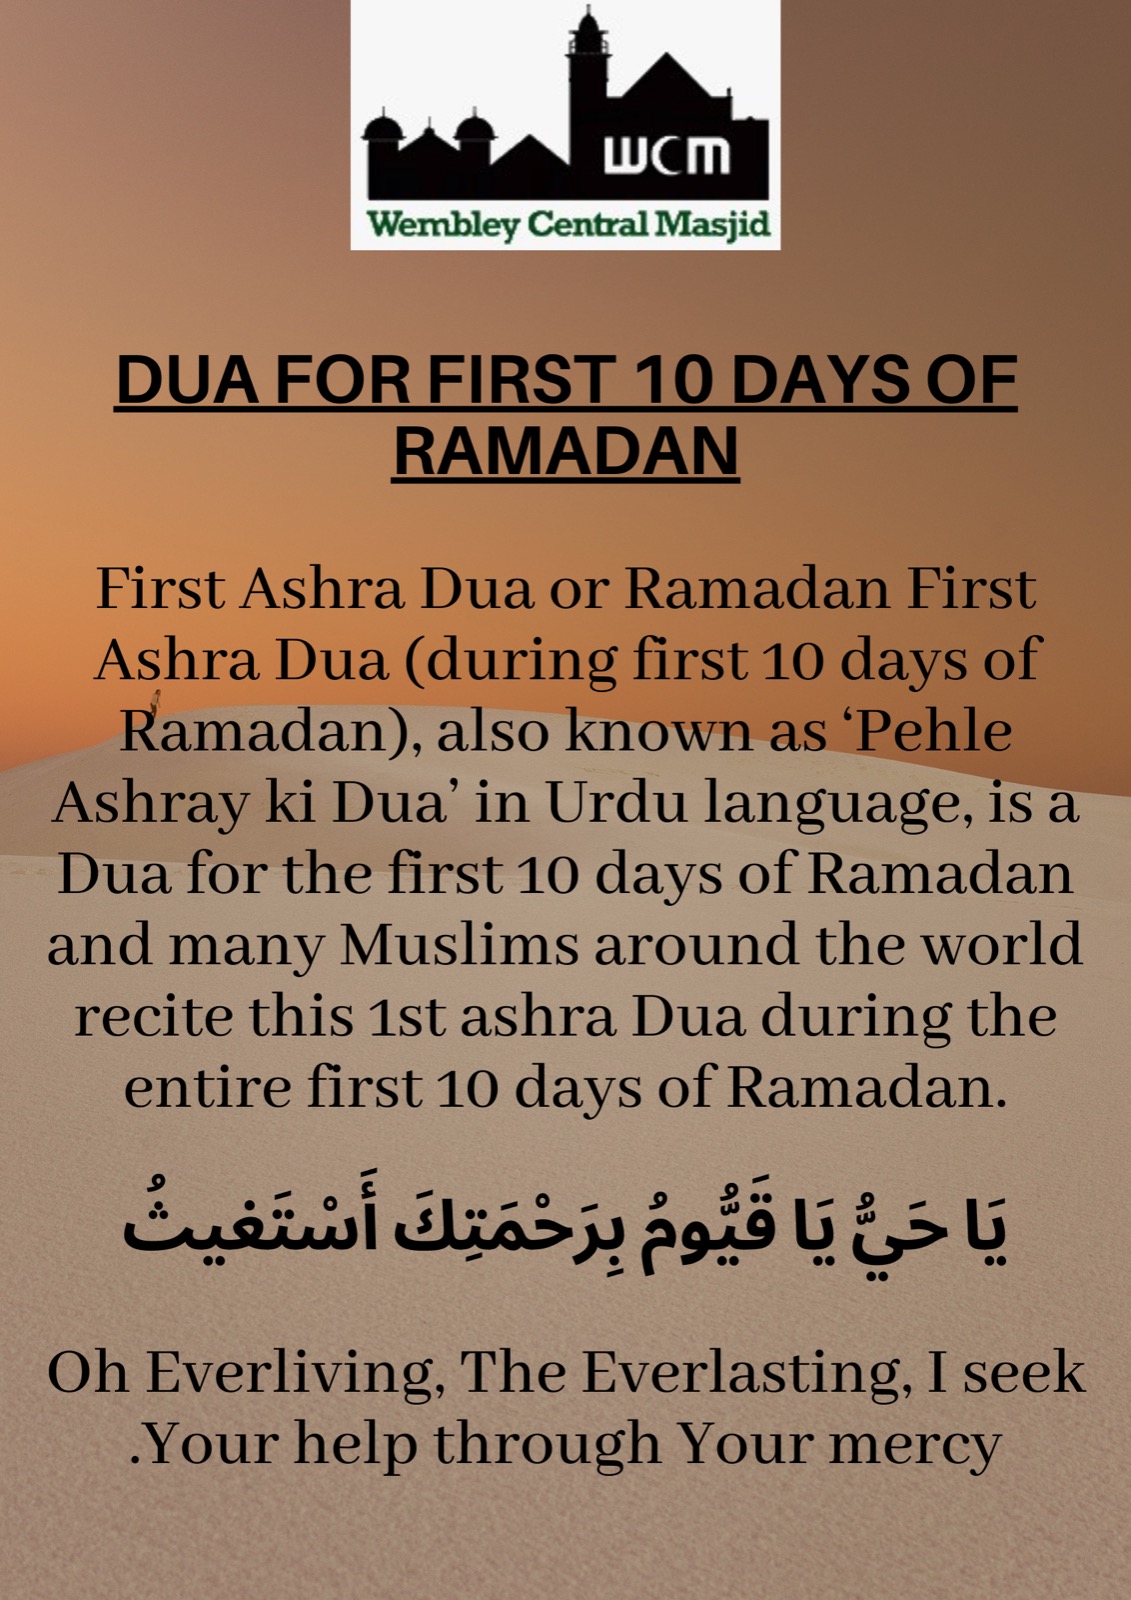 WCM
Wembley Central Masjid
DUA FOR FIRST 10 DAYS OF
RAMADAN
First Ashra Dua or Ramadan First
Ashra Dua (during first 10 days of
Ramadan), also known as ‘Pehle
Ashray ki Dua’ in Urdu language, is a
Dua for the first 10 days of Ramadan
and many Muslims around the world
recite this 1st ashra Dua during the
entire first 10 days of Ramadan.
يَا حَيُّ يَا قَيُّومُ بِرَحْمَتِكَ أَسْتَغيثُ
Oh Everliving, The Everlasting, I seek
.Your help through Your mercy